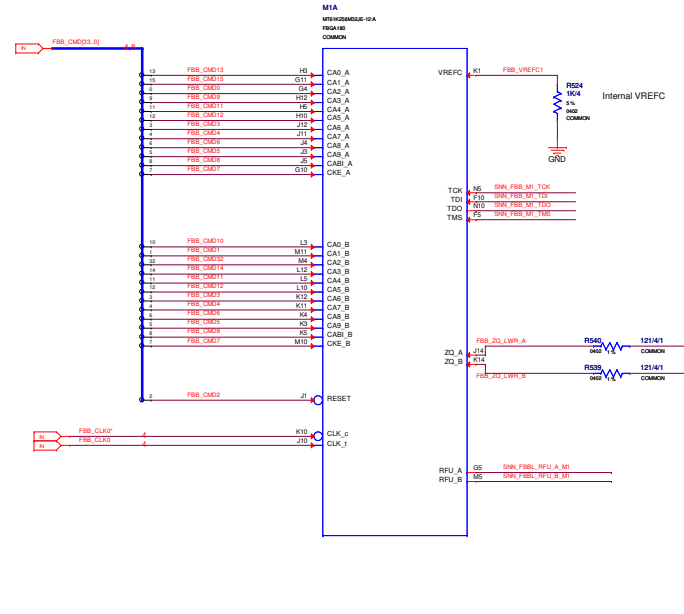 M1A
MT61K256M32JE-12:A
FBGA180
COMMON
IN
FBB_CMD[33..0]
4,8
13 FBB_CMD13 H3 CA0_A
15 FBB_CMD15 G11 CA1_A
0 FBB_CMD0 G4 CA2_A
9 FBB_CMD9 H12 CA3_A
11 FBB_CMD11 H5 CA4_A
12 FBB_CMD12 H10 CA5_A
3 FBB_CMD3 J12 CA6_A
4 FBB_CMD4 J11 CA7_A
6 FBB_CMD6 J4 CA8_A
5 FBB_CMD5 J3 CA9_A
8 FBB_CMD8 J5 CABI_A
7 FBB_CMD7 G10 CKE_A
VREFC K1 FBB_VREFC1
R524
1K/4
5 %
0402
COMMON
Internal VREFC
GND
TCK N5 SNN_FBB_M1_TCK
TDI F10 SNN_FBB_M1_TDI
TDO N10 SNN_FBB_M1_TDO
TMS F5 SNN_FBB_M1_TMS
10 FBB_CMD10 L3 CA0_B
1 FBB_CMD1 M11 CA1_B
32 FBB_CMD32 M4 CA2_B
14 FBB_CMD14 L12 CA3_B
11 FBB_CMD11 L5 CA4_B
12 FBB_CMD12 L10 CA5_B
3 FBB_CMD3 K12 CA6_B
4 FBB_CMD4 K11 CA7_B
6 FBB_CMD6 K4 CA8_B
5 FBB_CMD5 K3 CA9_B
8 FBB_CMD8 K5 CABI_B
7 FBB_CMD7 M10 CKE_B
FBB_ZQ_LWR_A R540 121/4/1
ZQ_A J14 0402 1 % COMMON
ZQ_B K14
FBB_ZQ_LWR_B R539 121/4/1
0402 1 % COMMON
2 FBB_CMD2 J1 RESET
IN FBB_CLK0* 4 K10 CLK_c
IN FBB_CLK0 4 J10 CLK_t
RFU_A G5 SNN_FBBL_RFU_A_M1
RFU_B M5 SNN_FBBL_RFU_B_M1